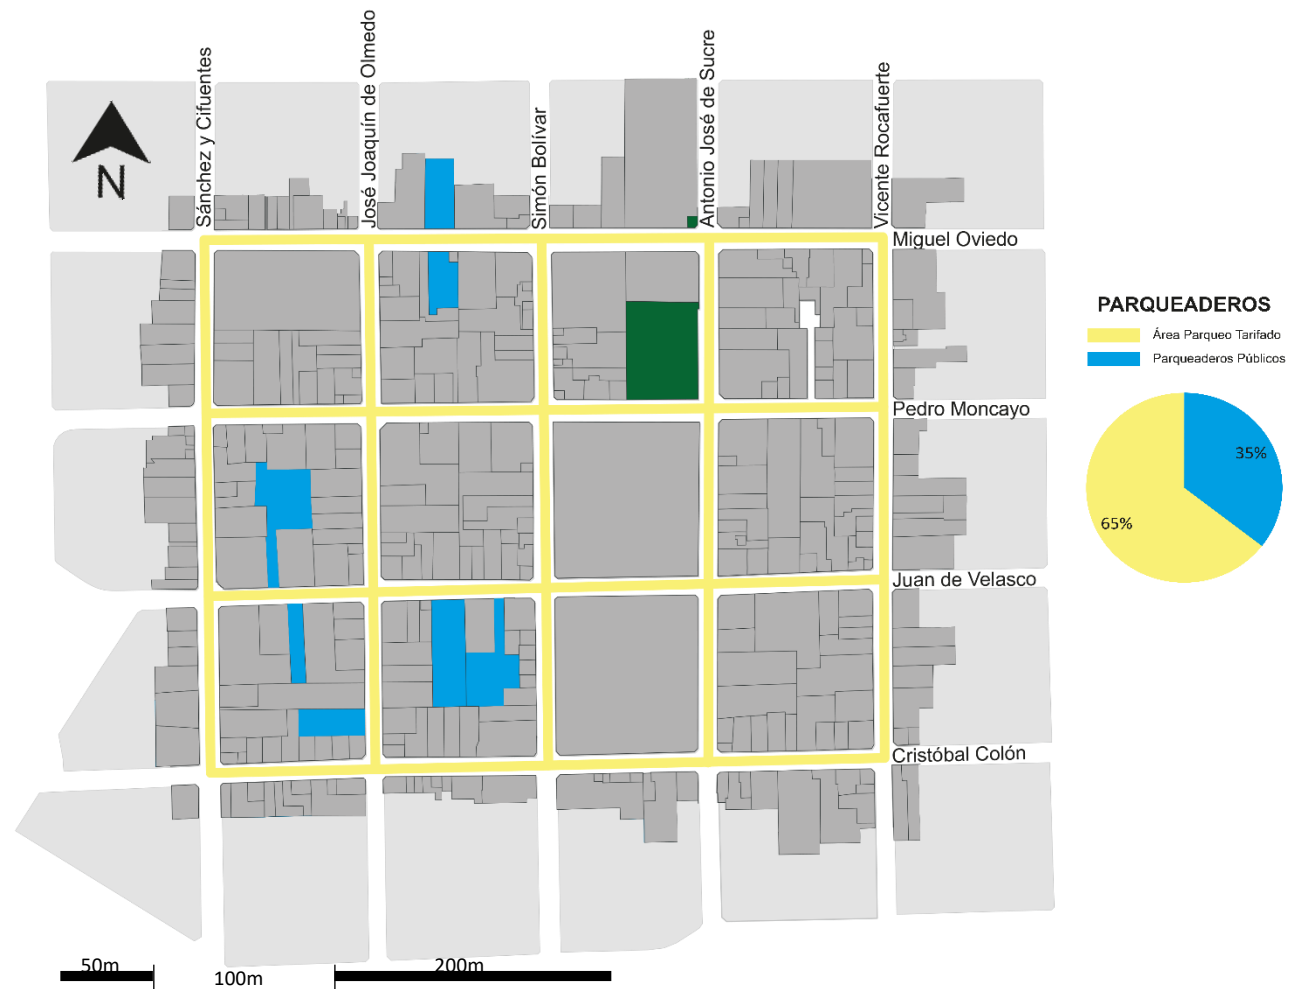 Sánchez y Cifuentes
José Joaquín de Olmedo
Simón Bolívar
Antonio José de Sucre
Vicente Rocafuerte
N
Miguel Oviedo
PARQUEADEROS
Área Parqueo Tarifado
Parqueaderos Públicos
Pedro Moncayo
35%
65%
Juan de Velasco
Cristóbal Colón
50m
100m
200m